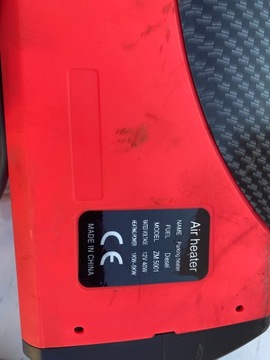 Air heater
NAME: Parking heater
FUEL: Diesel
MODEL: ZM 5001
RATED VOLTAGE: 12V 40W
HEATING POWER: 1KW-5KW
CE
MADE IN CHINA